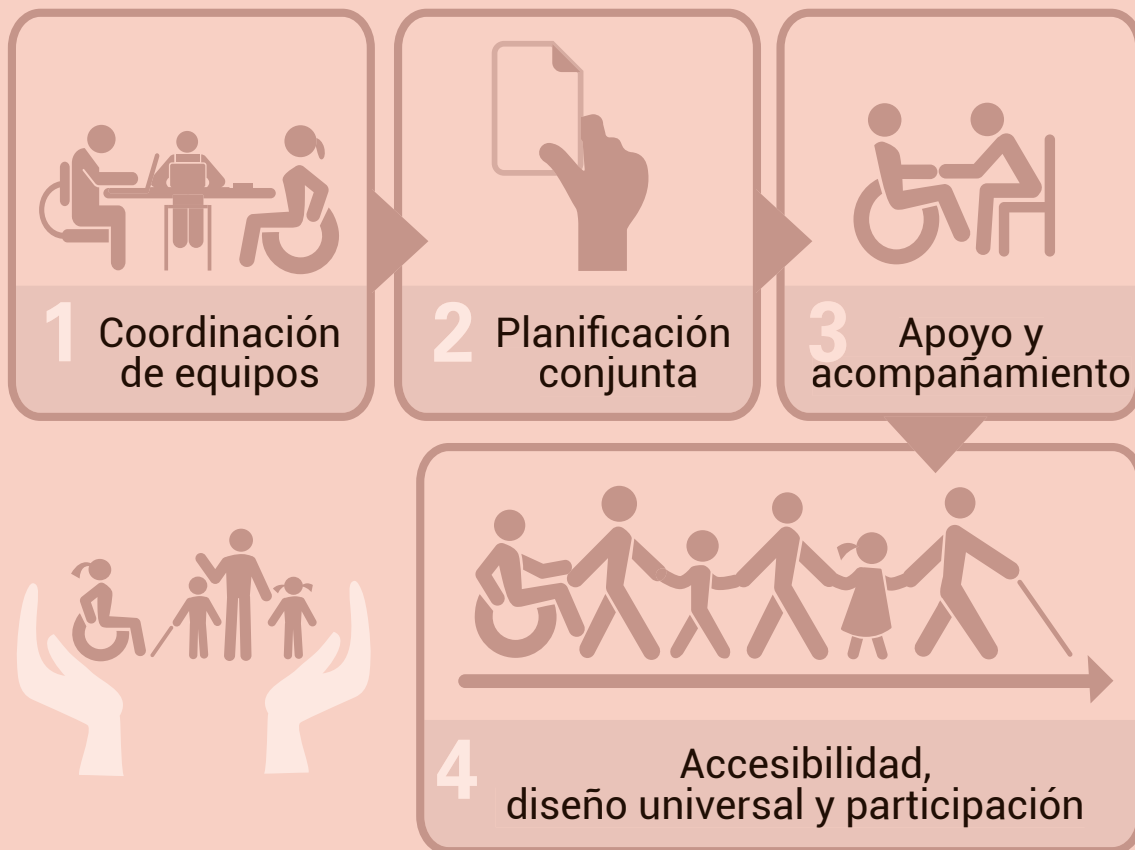 1 Coordinación
de equipos
2 Planificación
conjunta
3 Apoyo y
acompañamiento
4 Accesibilidad,
diseño universal y participación